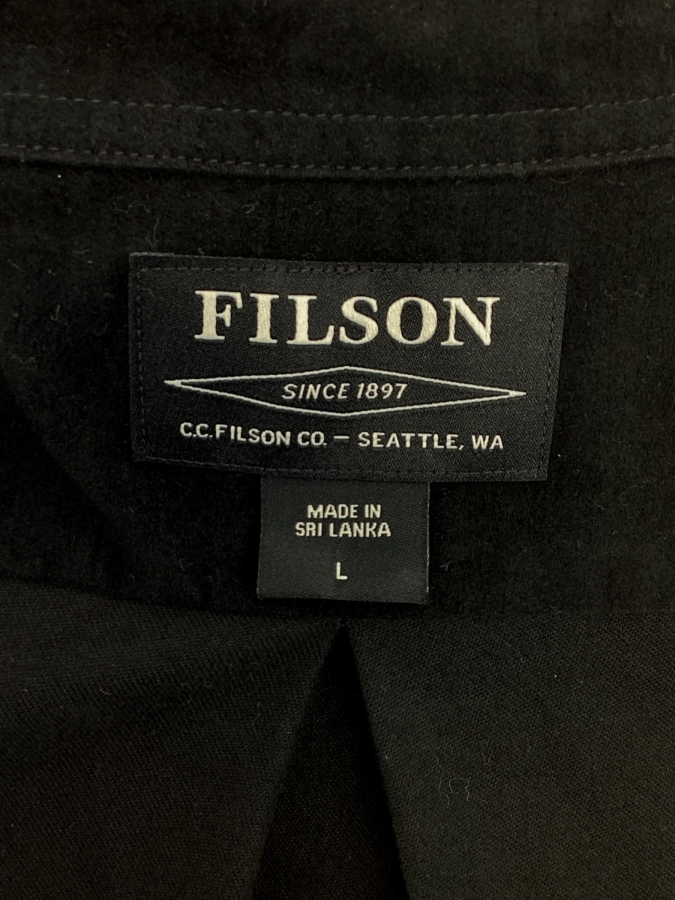 FILSON
SINCE 1897
C.C.FILSON CO. — SEATTLE, WA
MADE IN
SRI LANKA
L